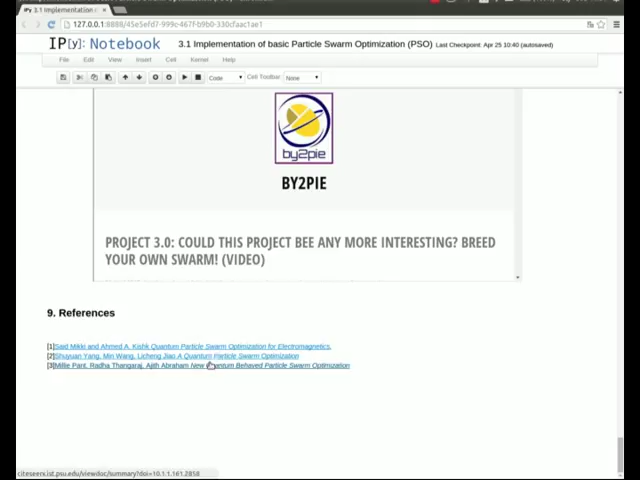 3.1 Implementation
127.0.0.1:8888/45e5efd7-999c-467f-b9b0-330cfaac1ae1
IP[y]: Notebook 3.1 Implementation of basic Particle Swarm Optimization (PSO) Last Checkpoint: Apr 25 10:40 (autosaved)
File Edit View Insert Cell Kernel Help
Code Cell Toolbar: None
by2pie
BY2PIE
PROJECT 3.0: COULD THIS PROJECT BEE ANY MORE INTERESTING? BREED
YOUR OWN SWARM! (VIDEO)
9. References
[1]Said Mikki and Ahmed A. Kishk Quantum Particle Swarm Optimization for Electromagnetics,
[2]Shuyuan Yang, Min Wang, Licheng Jiao A Quantum Particle Swarm Optimization
[3]Millie Pant, Radha Thangaraj, Ajith Abraham New Quantum Behaved Particle Swarm Optimization
citeseerx.ist.psu.edu/viewdoc/summary?doi=10.1.1.161.2858